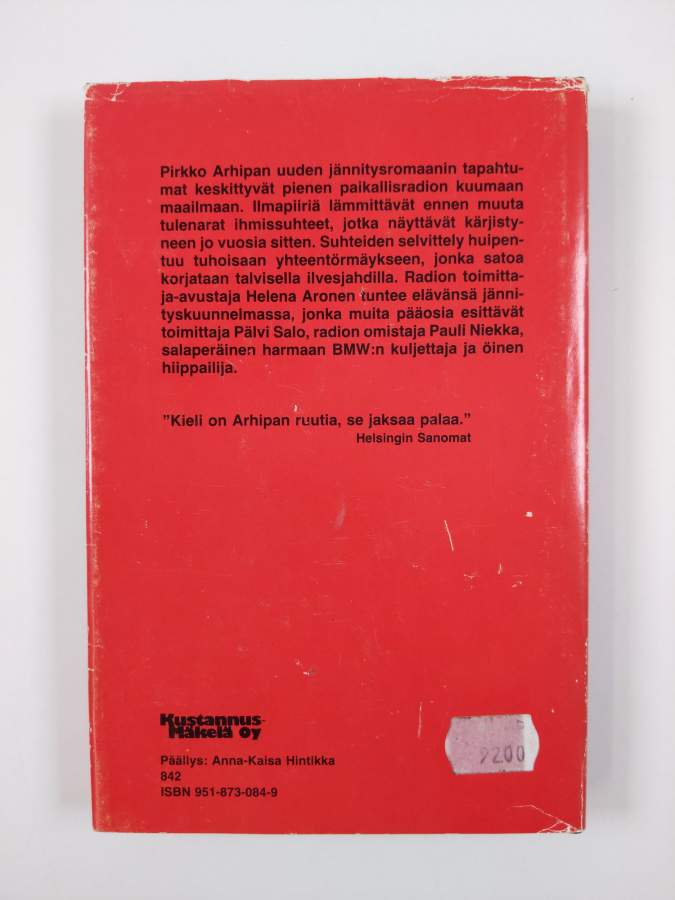 Pirkko Arhipan uuden jännitysromaanin tapahtu-
mat keskittyvät pienen paikallisradion kuumaan
maailmaan. Ilmapiiriä lämmittävät ennen muuta
tulenarat ihmissuhteet, jotka näyttävät kärjisty-
neen jo vuosia sitten. Suhteiden selvittely huipen-
tuu tuhoisaan yhteentörmäykseen, jonka satoa
korjataan talvisella ilvesjahdilla. Radion toimitta-
ja-avustaja Helena Aronen tuntee elävänsä jänni-
tyskuunnelmassa, jonka muita pääosia esittävät
toimittaja Pälvi Salo, radion omistaja Pauli Niekka,
salaperäinen harmaan BMW:n kuljettaja ja öinen
hiippailija.
"Kieli on Arhipan ruutia, se jaksaa palaa."
Helsingin Sanomat
Kustannus-
Mäkelä Oy
Päällys: Anna-Kaisa Hintikka
842
ISBN 951-873-084-9
9200